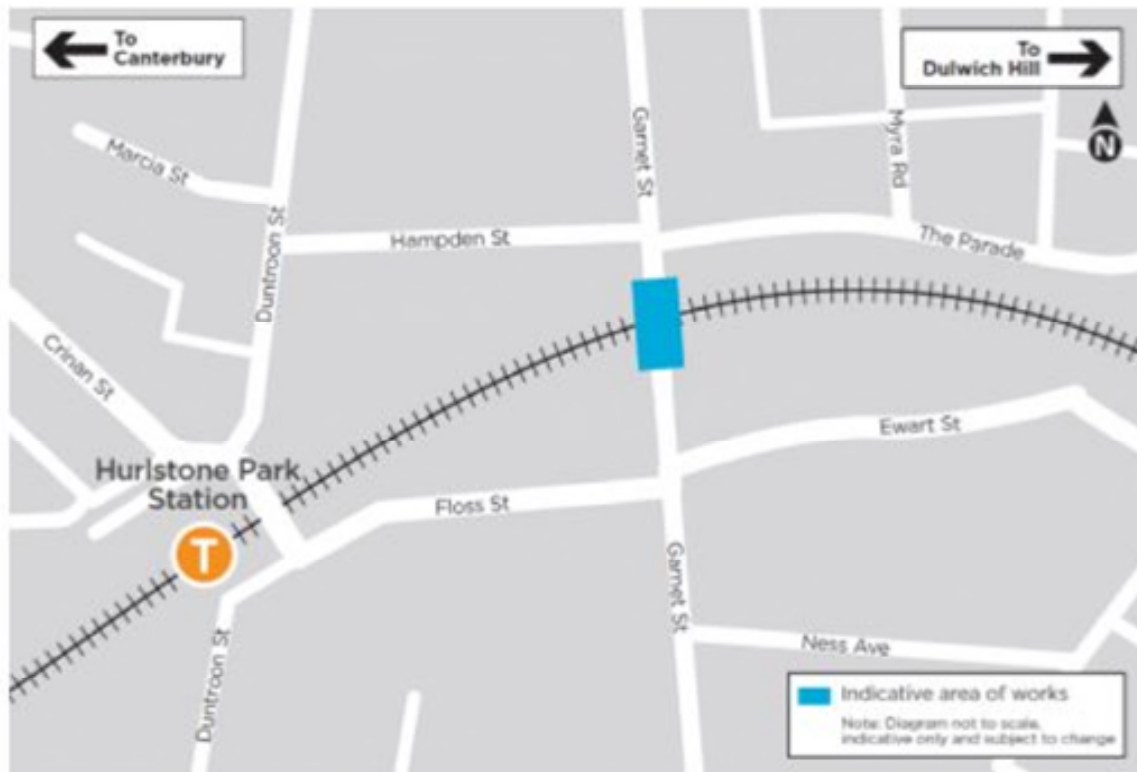 To
Canterbury
To
Dulwich Hill
N
Marcia St
Garnet St
Myra Rd
Duntroon St
Hampden St
The Parade
Crinan St
Ewart St
Hurlstone Park
Station
Floss St
T
Garnet St
Ness Ave
Duntroon St
Indicative area of works
Note: Diagram not to scale,
indicative only and subject to change